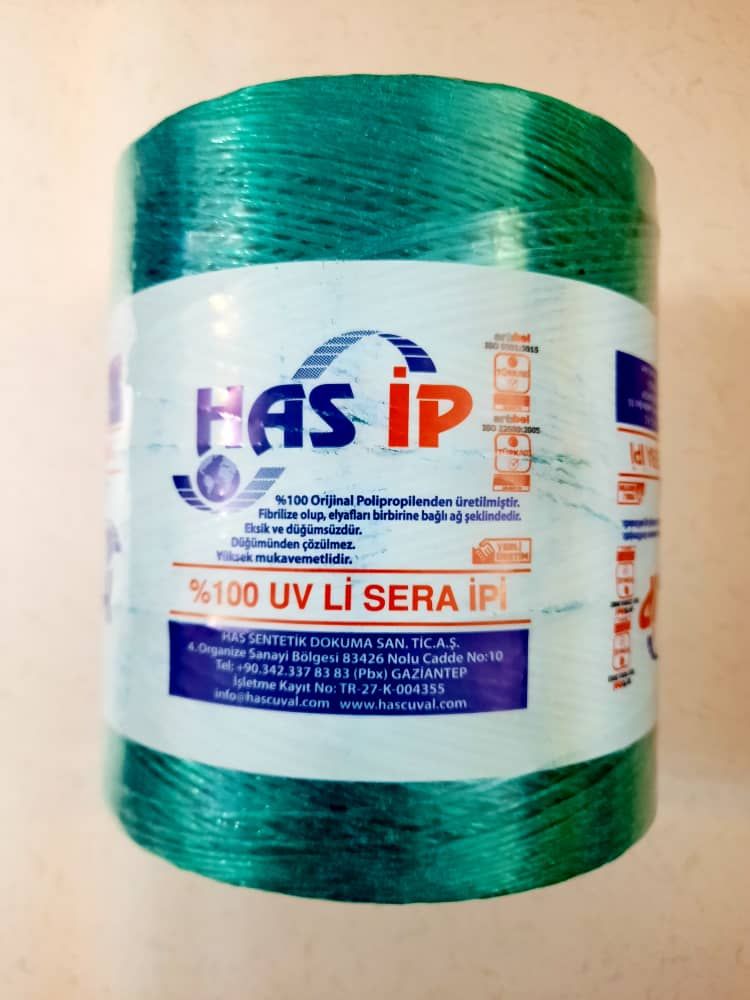 HAS İP
ISO 22000:2005
TÜRKAK
%100 Orijinal Polipropilenden üretilmiştir.
Fibrilize olup, elyafları birbirine bağlı ağ şeklindedir.
Eksik ve düğümsüzdür.
Düğümünden çözülmez.
Yüksek mukavemetlidir.
YERLİ
ÜRETİM
%100 UV Lİ SERA İPİ
HAS SENTETİK DOKUMA SAN. TİC.A.Ş.
4.Organize Sanayi Bölgesi 83426 Nolu Cadde No:10
Tel: +90.342.337 83 83 (Pbx) GAZİANTEP
İşletme Kayıt No: TR-27-K-004355
info@hascuval.com www.hascuval.com